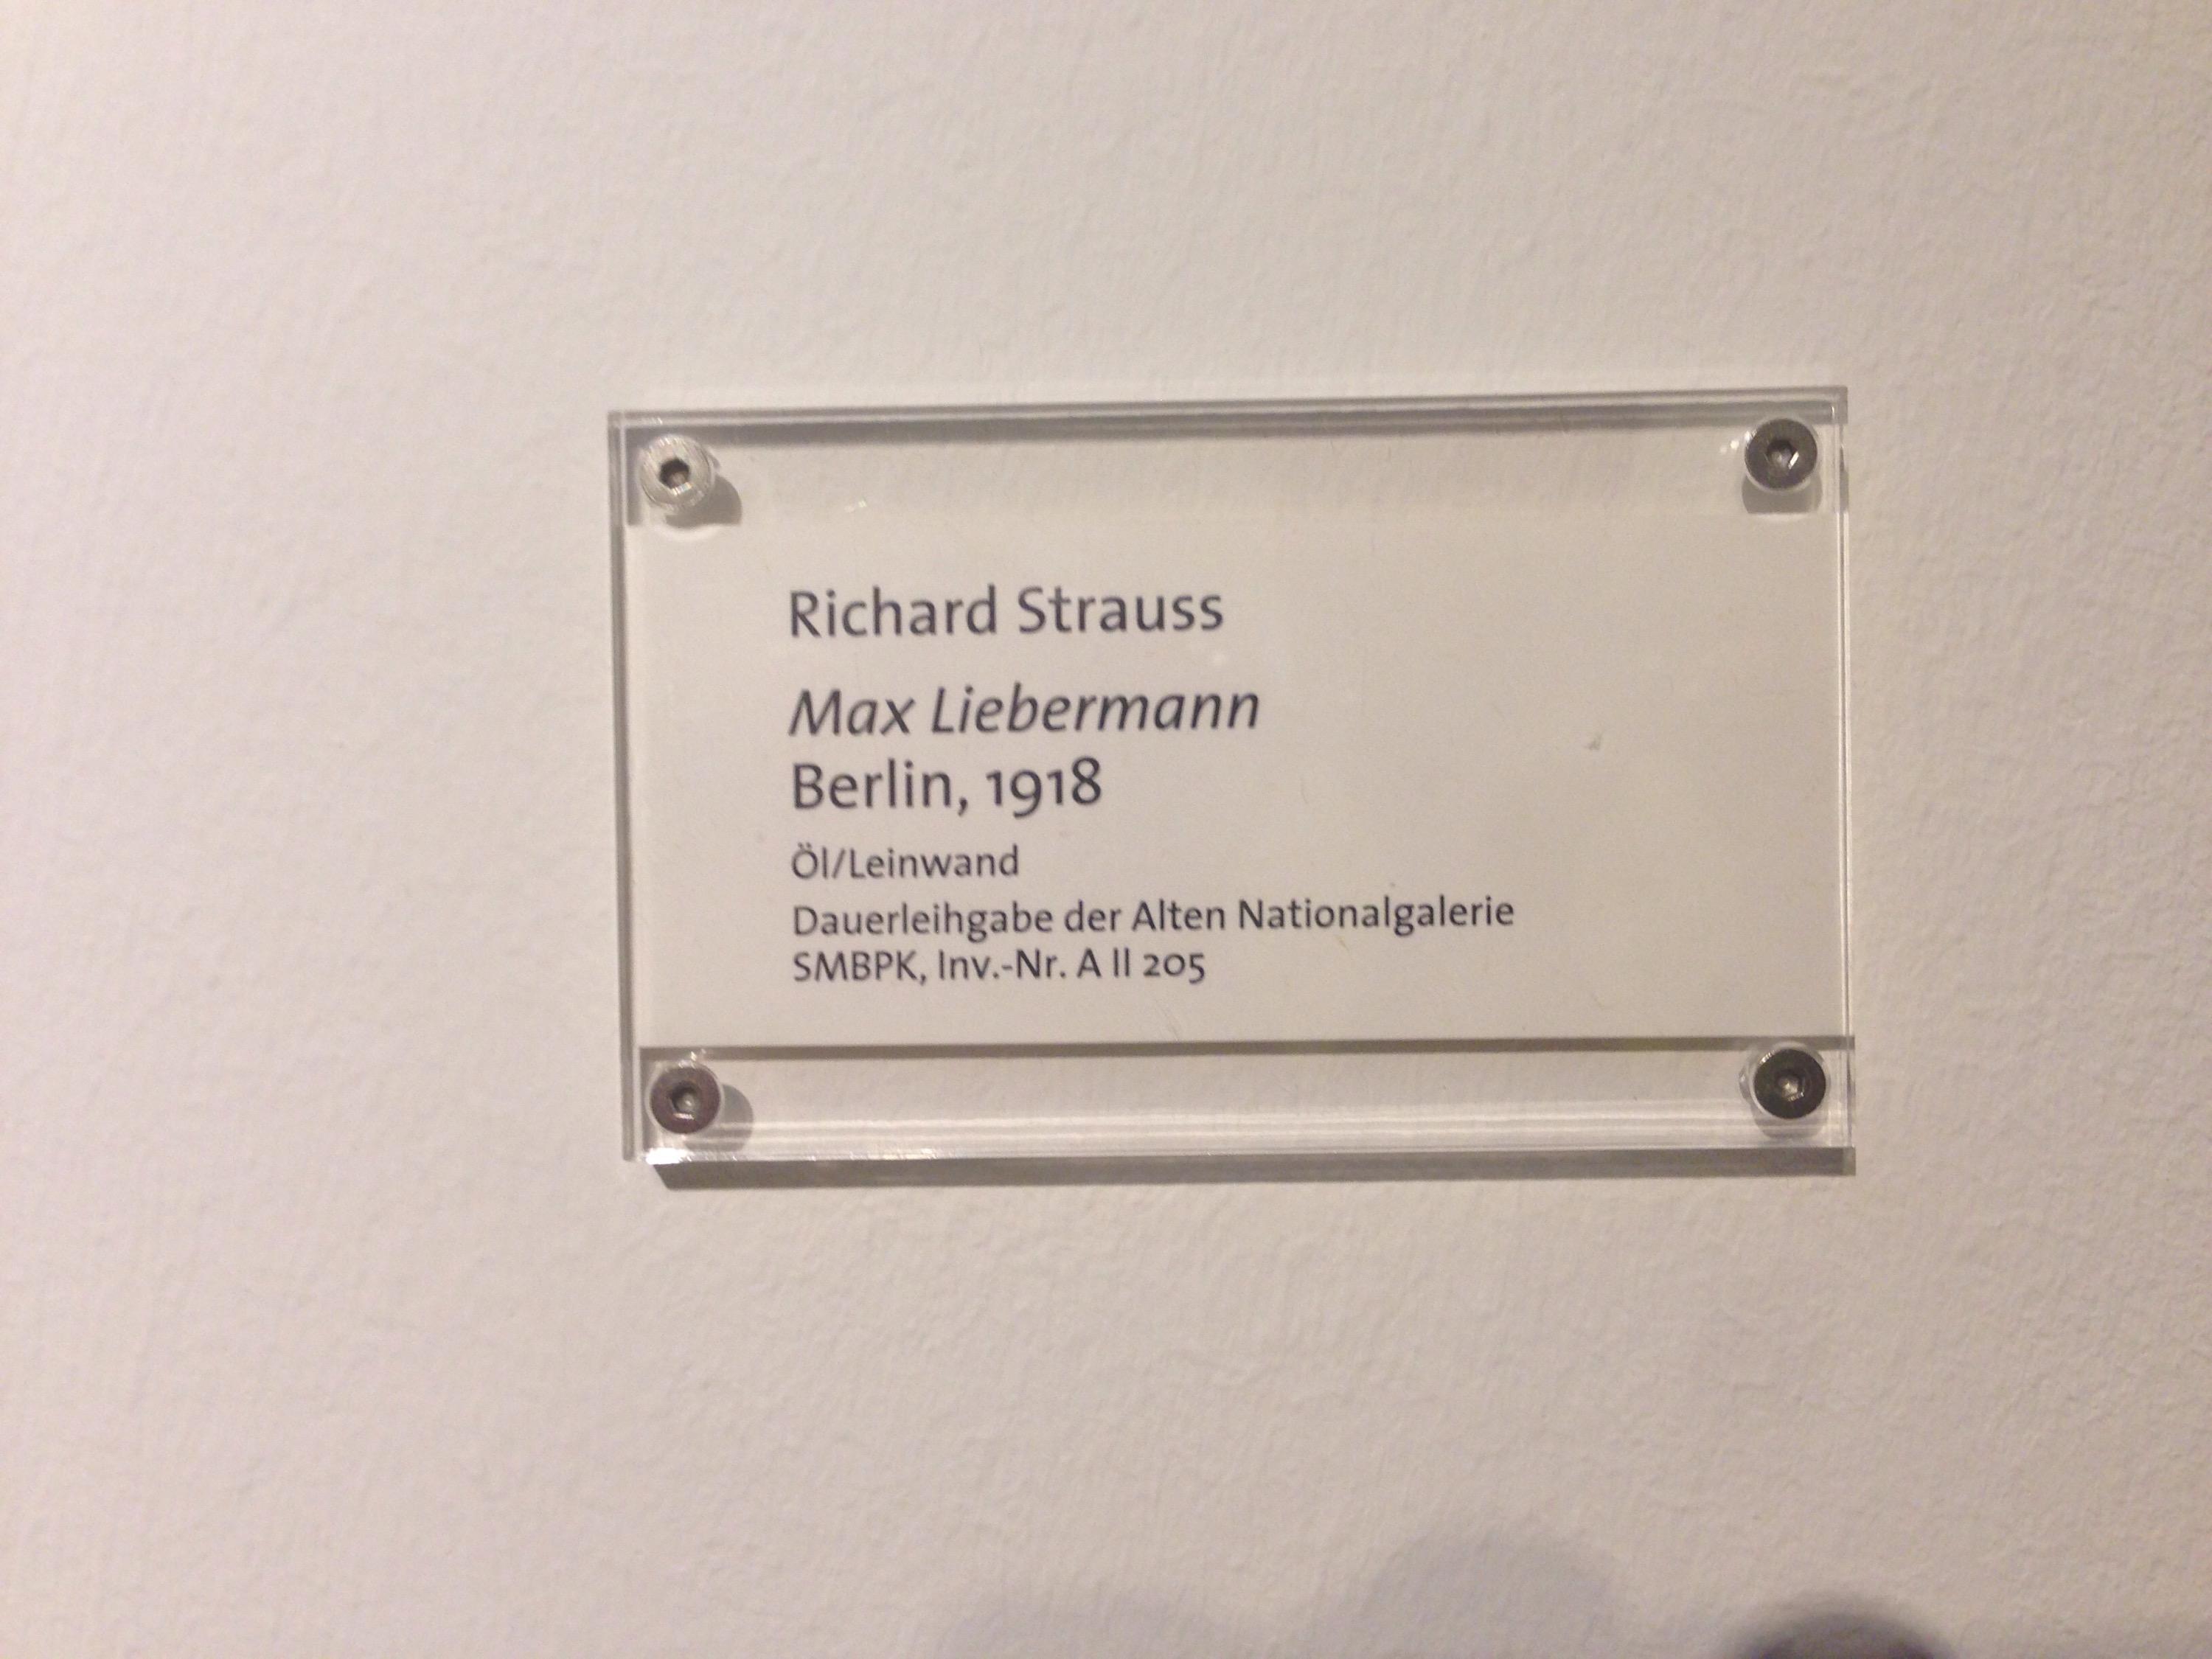 Richard Strauss
Max Liebermann
Berlin, 1918
Öl/Leinwand
Dauerleihgabe der Alten Nationalgalerie
SMBPK, Inv.-Nr. A II 205